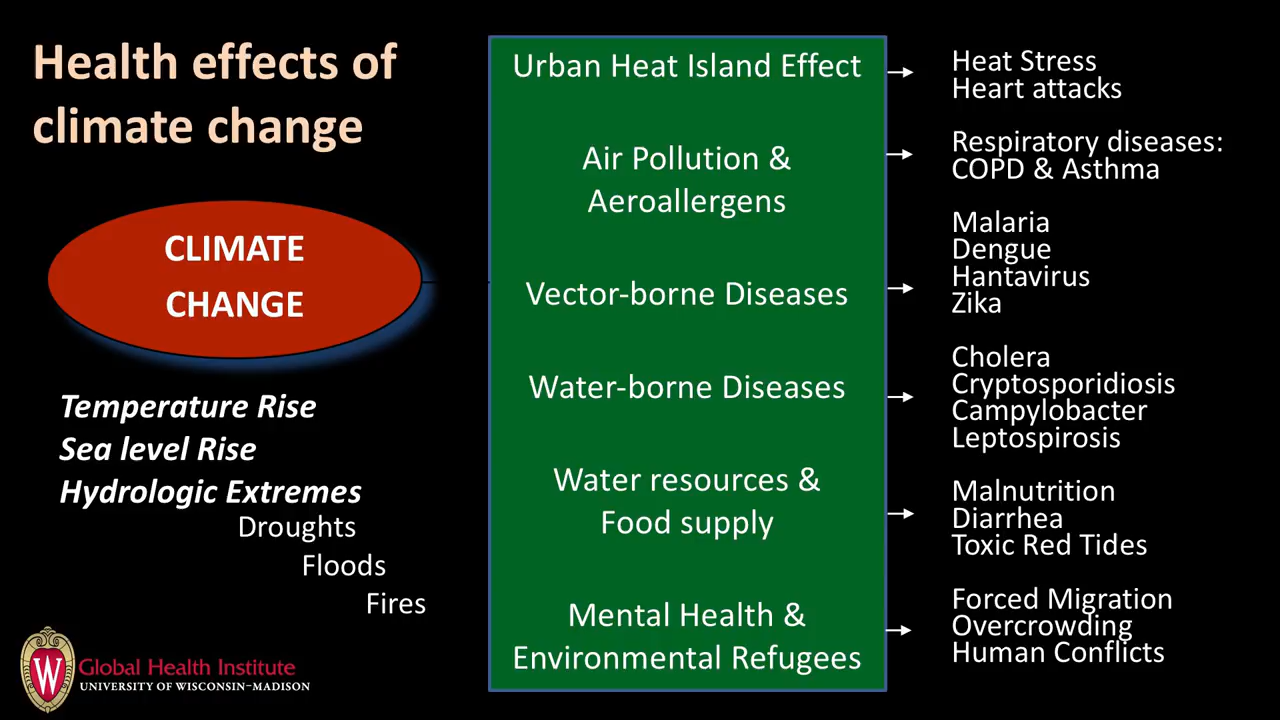 Health effects of
climate change
CLIMATE
CHANGE
Temperature Rise
Sea level Rise
Hydrologic Extremes
Droughts
Floods
Fires
Urban Heat Island Effect
Heat Stress
Heart attacks
Air Pollution &
Aeroallergens
Respiratory diseases:
COPD & Asthma
Vector-borne Diseases
Malaria
Dengue
Hantavirus
Zika
Water-borne Diseases
Cholera
Cryptosporidiosis
Campylobacter
Leptospirosis
Water resources &
Food supply
Malnutrition
Diarrhea
Toxic Red Tides
Mental Health &
Environmental Refugees
Forced Migration
Overcrowding
Human Conflicts
W
Global Health Institute
UNIVERSITY OF WISCONSIN–MADISON